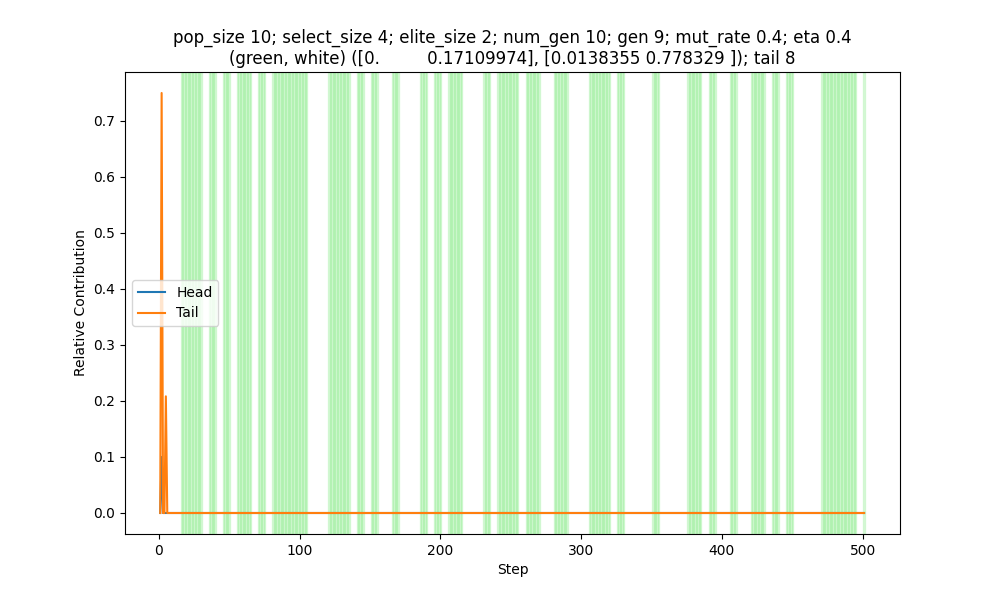 pop_size 10; select_size 4; elite_size 2; num_gen 10; gen 9; mut_rate 0.4; eta 0.4
(green, white) ([0.         0.17109974], [0.0138355 0.778329 ]); tail 8
0.7
0.6
0.5
0.4
0.3
0.2
0.1
0.0
Relative Contribution
Head
Tail
0 100 200 300 400 500
Step